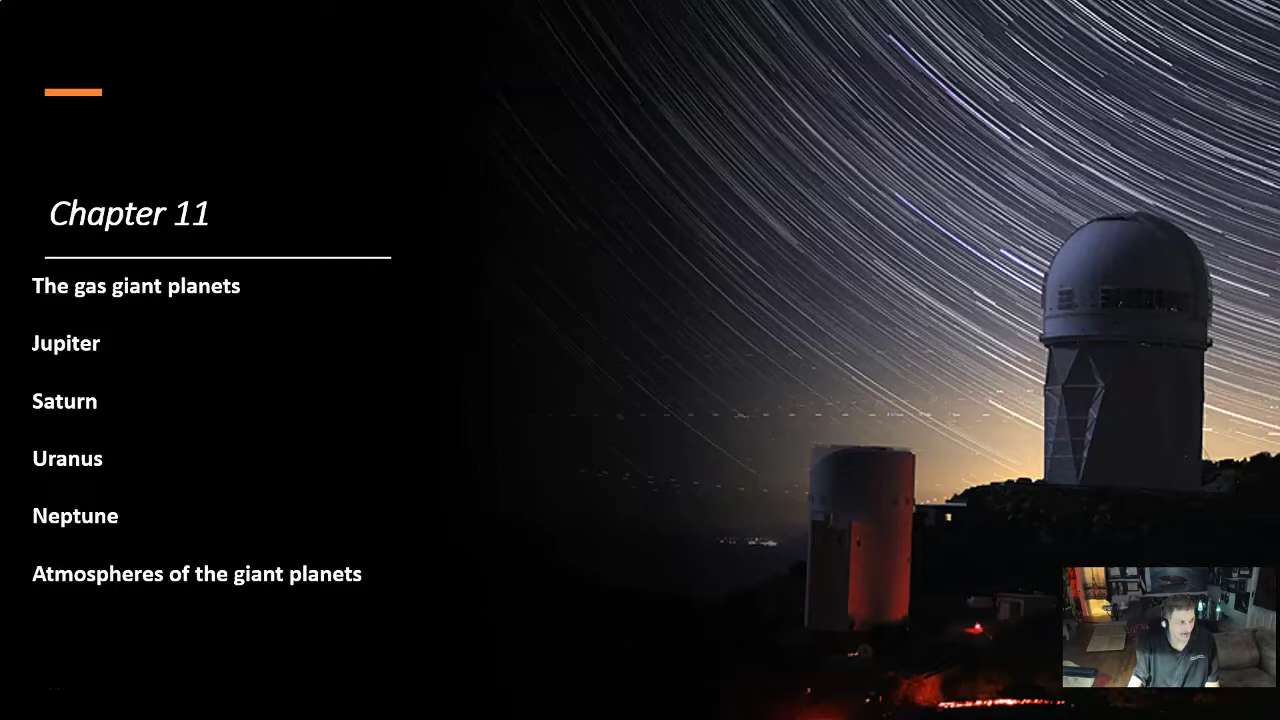 Chapter 11
The gas giant planets
Jupiter
Saturn
Uranus
Neptune
Atmospheres of the giant planets